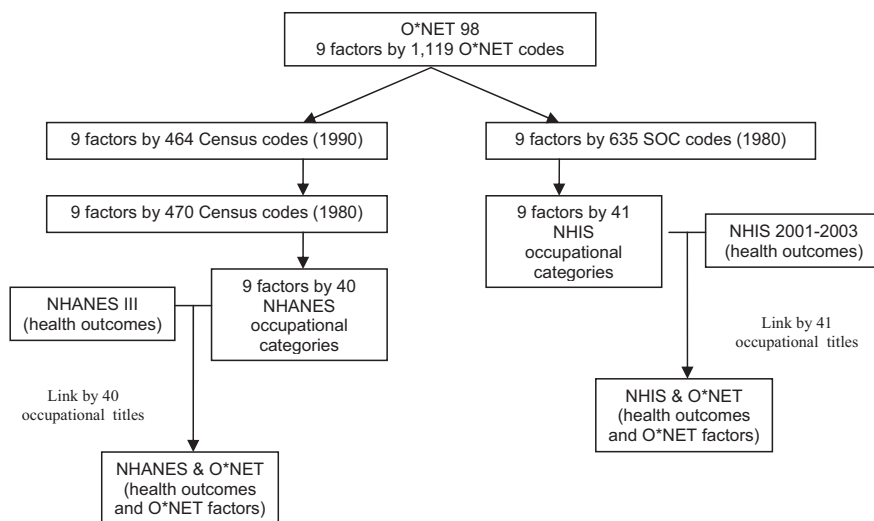 O*NET 98
9 factors by 1,119 O*NET codes
9 factors by 464 Census codes (1990)
9 factors by 635 SOC codes (1980)
9 factors by 470 Census codes (1980)
9 factors by 41
NHIS
occupational
categories
NHIS 2001-2003
(health outcomes)
NHANES III
(health outcomes)
9 factors by 40
NHANES
occupational
categories
Link by 41
occupational titles
Link by 40
occupational titles
NHIS & O*NET
(health outcomes
and O*NET factors)
NHANES & O*NET
(health outcomes
and O*NET factors)